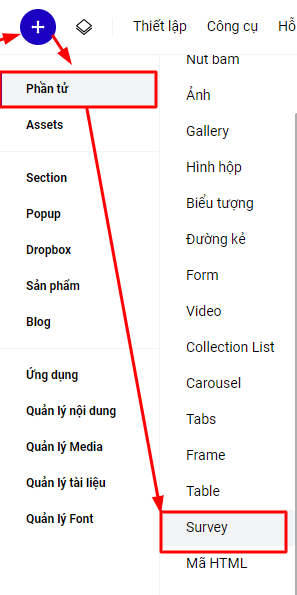 Thiết lập
Công cụ
Hỗ
Phần tử
Assets
Section
Popup
Dropbox
Sản phẩm
Blog
Ứng dụng
Quản lý nội dung
Quản lý Media
Quản lý tài liệu
Quản lý Font
Nút bấm
Ảnh
Gallery
Hình hộp
Biểu tượng
Đường kẻ
Form
Video
Collection List
Carousel
Tabs
Frame
Table
Survey
Mã HTML